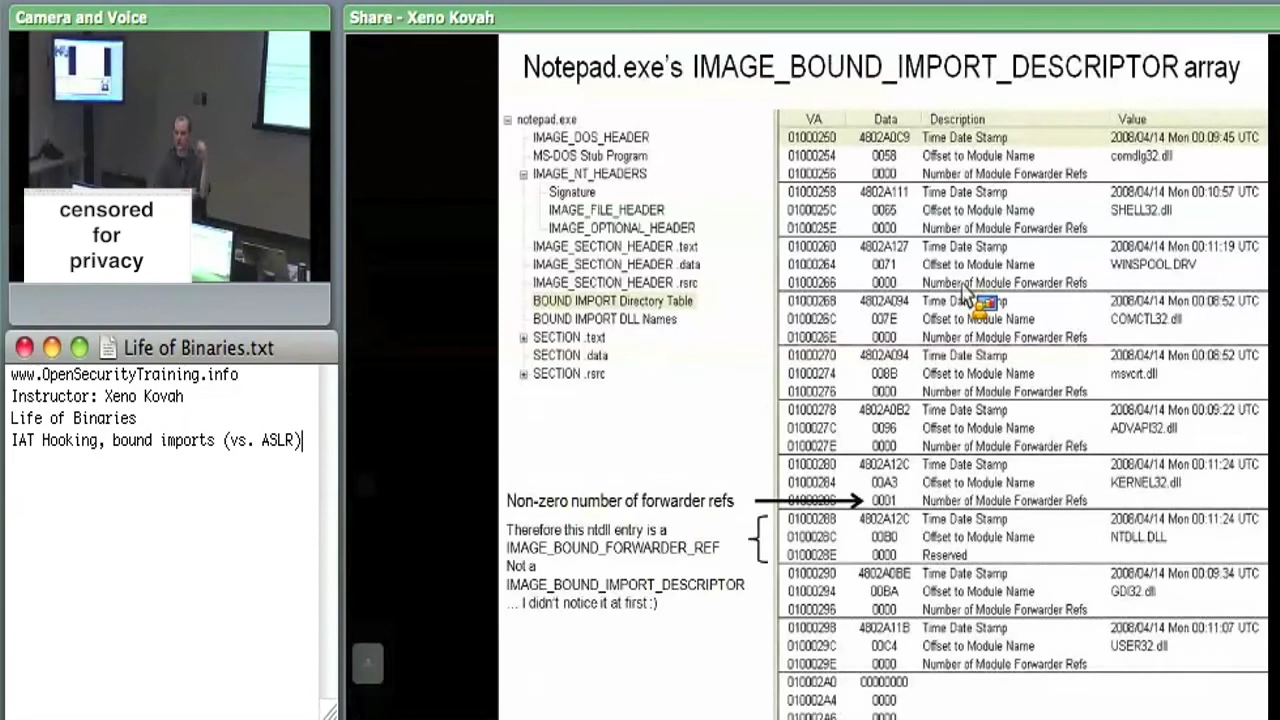 Camera and Voice
censored
for
privacy
Life of Binaries.txt
www.OpenSecurityTraining.info
Instructor: Xeno Kovah
Life of Binaries
IAT Hooking, bound imports (vs. ASLR)
Share - Xeno Kovah
Notepad.exe's IMAGE_BOUND_IMPORT_DESCRIPTOR array
notepad.exe
IMAGE_DOS_HEADER
MS-DOS Stub Program
IMAGE_NT_HEADERS
Signature
IMAGE_FILE_HEADER
IMAGE_OPTIONAL_HEADER
IMAGE_SECTION_HEADER .text
IMAGE_SECTION_HEADER .data
IMAGE_SECTION_HEADER .rsrc
BOUND IMPORT Directory Table
BOUND IMPORT DLL Names
SECTION .text
SECTION .data
SECTION .rsrc
Non-zero number of forwarder refs
Therefore this ntdll entry is a
IMAGE_BOUND_FORWARDER_REF
Not a
IMAGE_BOUND_IMPORT_DESCRIPTOR
... I didn't notice it at first :)
VA Data Description Value
01000250 4802A0C9 Time Date Stamp 2008/04/14 Mon 00:09:45 UTC
01000254 0058 Offset to Module Name comdlg32.dll
01000256 0000 Number of Module Forwarder Refs
01000258 4802A111 Time Date Stamp 2008/04/14 Mon 00:10:57 UTC
0100025C 0065 Offset to Module Name SHELL32.dll
0100025E 0000 Number of Module Forwarder Refs
01000260 4802A127 Time Date Stamp 2008/04/14 Mon 00:11:19 UTC
01000264 0071 Offset to Module Name WINSPOOL.DRV
01000266 0000 Number of Module Forwarder Refs
01000268 4802A094 Time 2008/04/14 Mon 00:08:52 UTC
0100026C 007E Offset to Module Name COMCTL32.dll
0100026E 0000 Number of Module Forwarder Refs
01000270 4802A094 Time Date Stamp 2008/04/14 Mon 00:08:52 UTC
01000274 008B Offset to Module Name msvcrt.dll
01000276 0000 Number of Module Forwarder Refs
01000278 4802A0B2 Time Date Stamp 2008/04/14 Mon 00:09:22 UTC
0100027C 0096 Offset to Module Name ADVAPI32.dll
0100027E 0000 Number of Module Forwarder Refs
01000280 4802A12C Time Date Stamp 2008/04/14 Mon 00:11:24 UTC
01000284 00A3 Offset to Module Name KERNEL32.dll
01000286 0001 Number of Module Forwarder Refs
01000288 4802A12C Time Date Stamp 2008/04/14 Mon 00:11:24 UTC
0100028C 00B0 Offset to Module Name NTDLL.DLL
0100028E 0000 Reserved
01000290 4802A0BE Time Date Stamp 2008/04/14 Mon 00:09:34 UTC
01000294 00BA Offset to Module Name GDI32.dll
01000296 0000 Number of Module Forwarder Refs
01000298 4802A11B Time Date Stamp 2008/04/14 Mon 00:11:07 UTC
0100029C 00C4 Offset to Module Name USER32.dll
0100029E 0000 Number of Module Forwarder Refs
010002A0 00000000
010002A4 0000
010002A6 0000